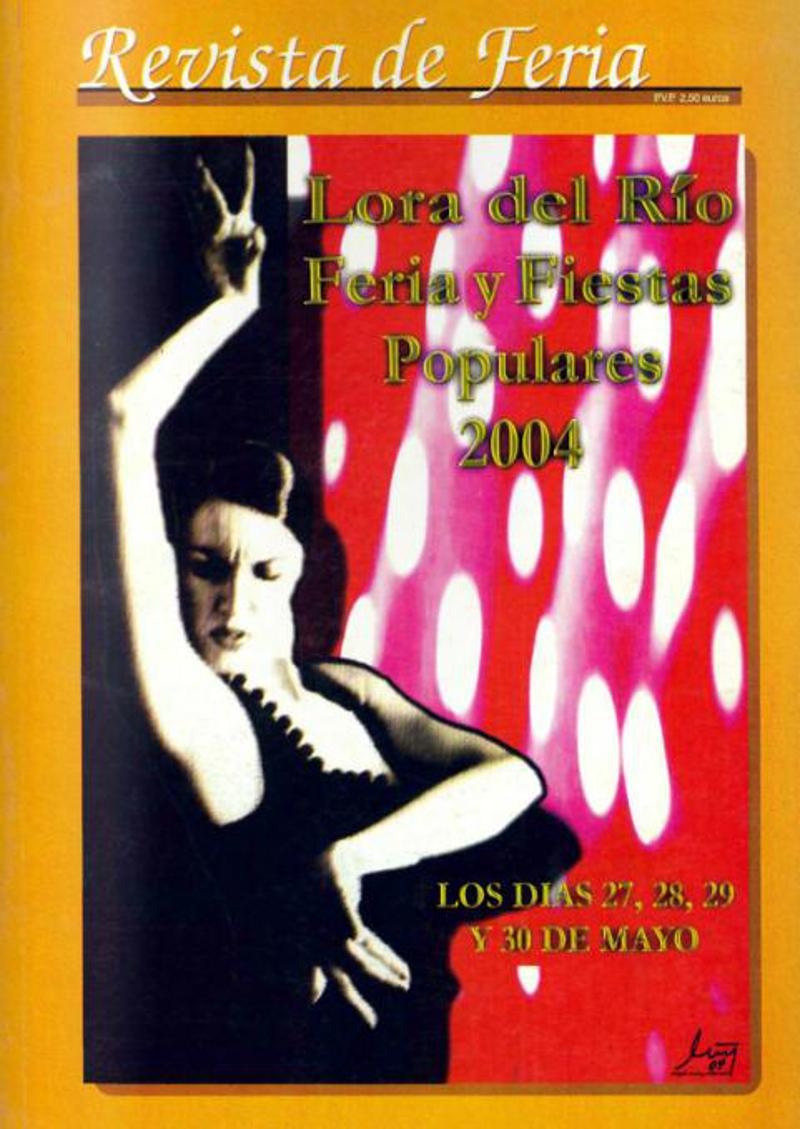 Revista de Feria
P.V.P. 2,50 euros
Lora del Río
Feria y Fiestas
Populares
2004
LOS DIAS 27, 28, 29
Y 30 DE MAYO
04